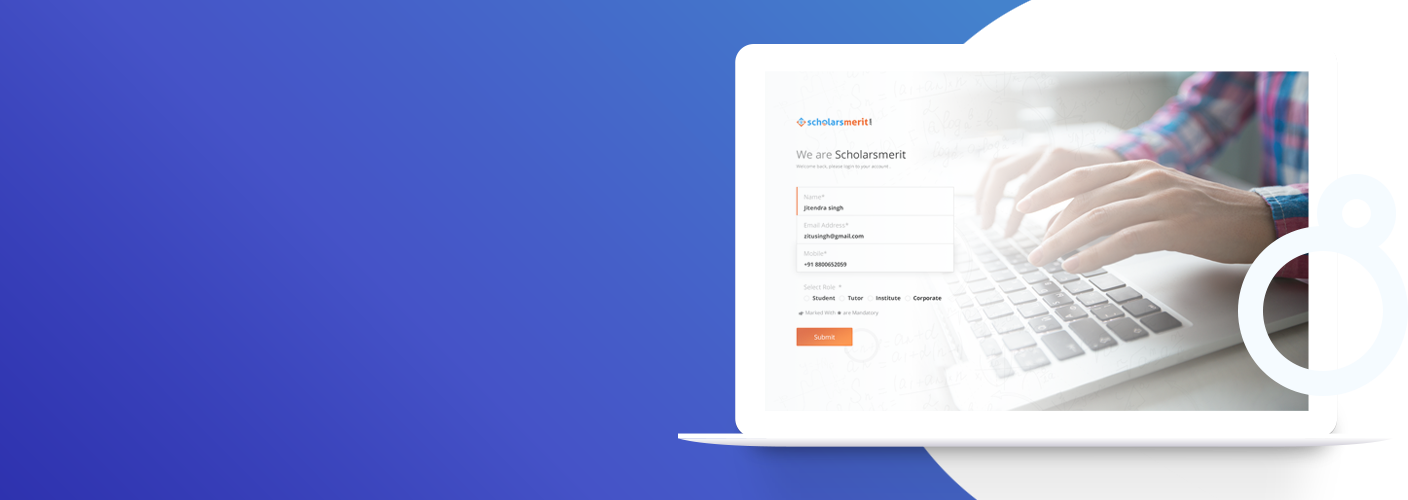 scholarsmerit!
We are Scholarsmerit
Welcome back, please login to your account.
Name*
Jitendra singh
Email Address*
zitusingh@gmail.com
Mobile*
+91 8800652059
Select Role *
Student Tutor Institute Corporate
Marked With ★ are Mandatory
Submit